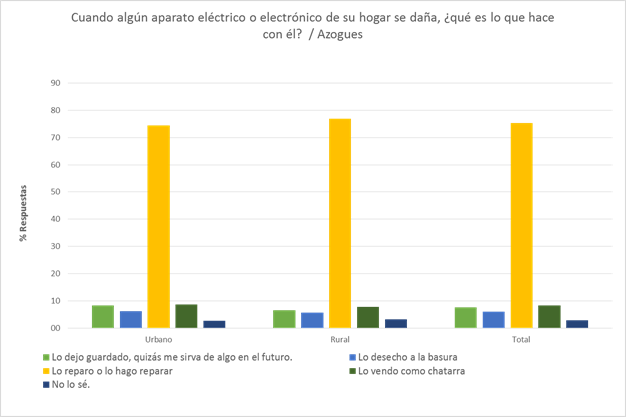 Cuando algún aparato eléctrico o electrónico de su hogar se daña, ¿qué es lo que hace
con él? / Azogues
90
80
70
60
50
40
30
20
10
00
% Respuestas
Urbano Rural Total
Lo dejo guardado, quizás me sirva de algo en el futuro. Lo desecho a la basura
Lo reparo o lo hago reparar Lo vendo como chatarra
No lo sé.